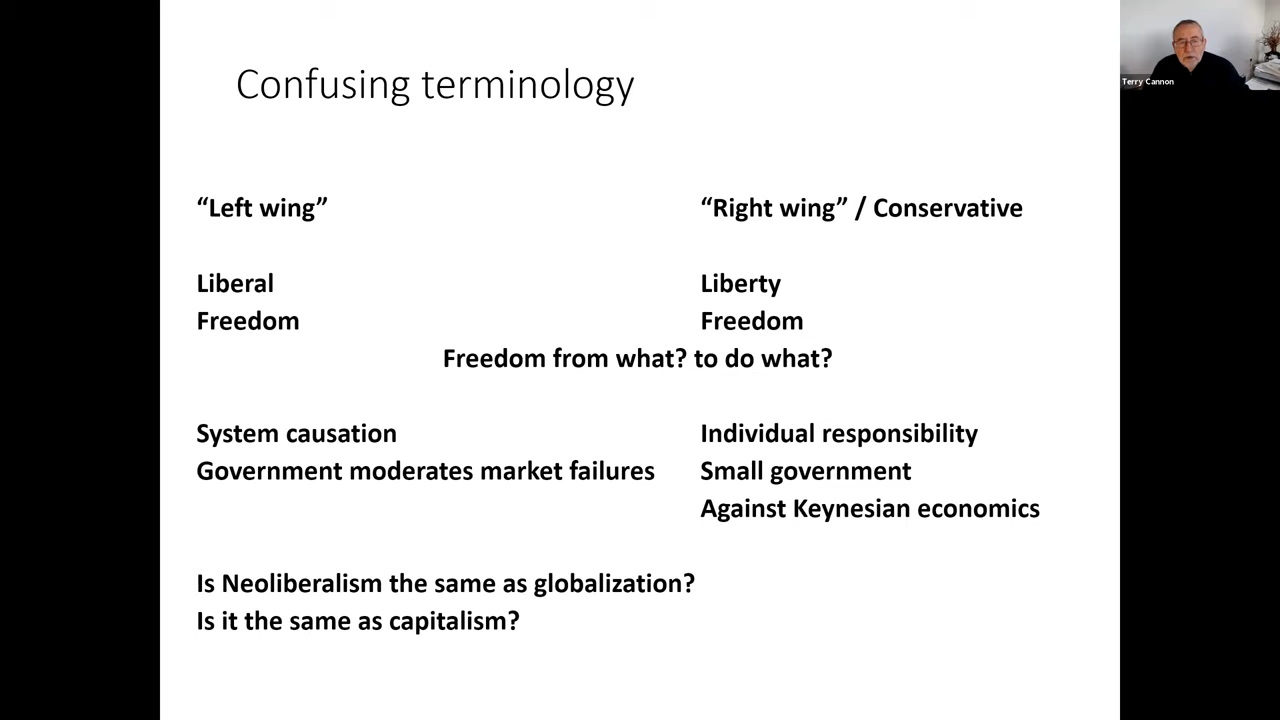 Confusing terminology
Terry Cannon
“Left wing”
“Right wing” / Conservative
Liberal
Liberty
Freedom
Freedom
Freedom from what? to do what?
System causation
Individual responsibility
Government moderates market failures
Small government
Against Keynesian economics
Is Neoliberalism the same as globalization?
Is it the same as capitalism?